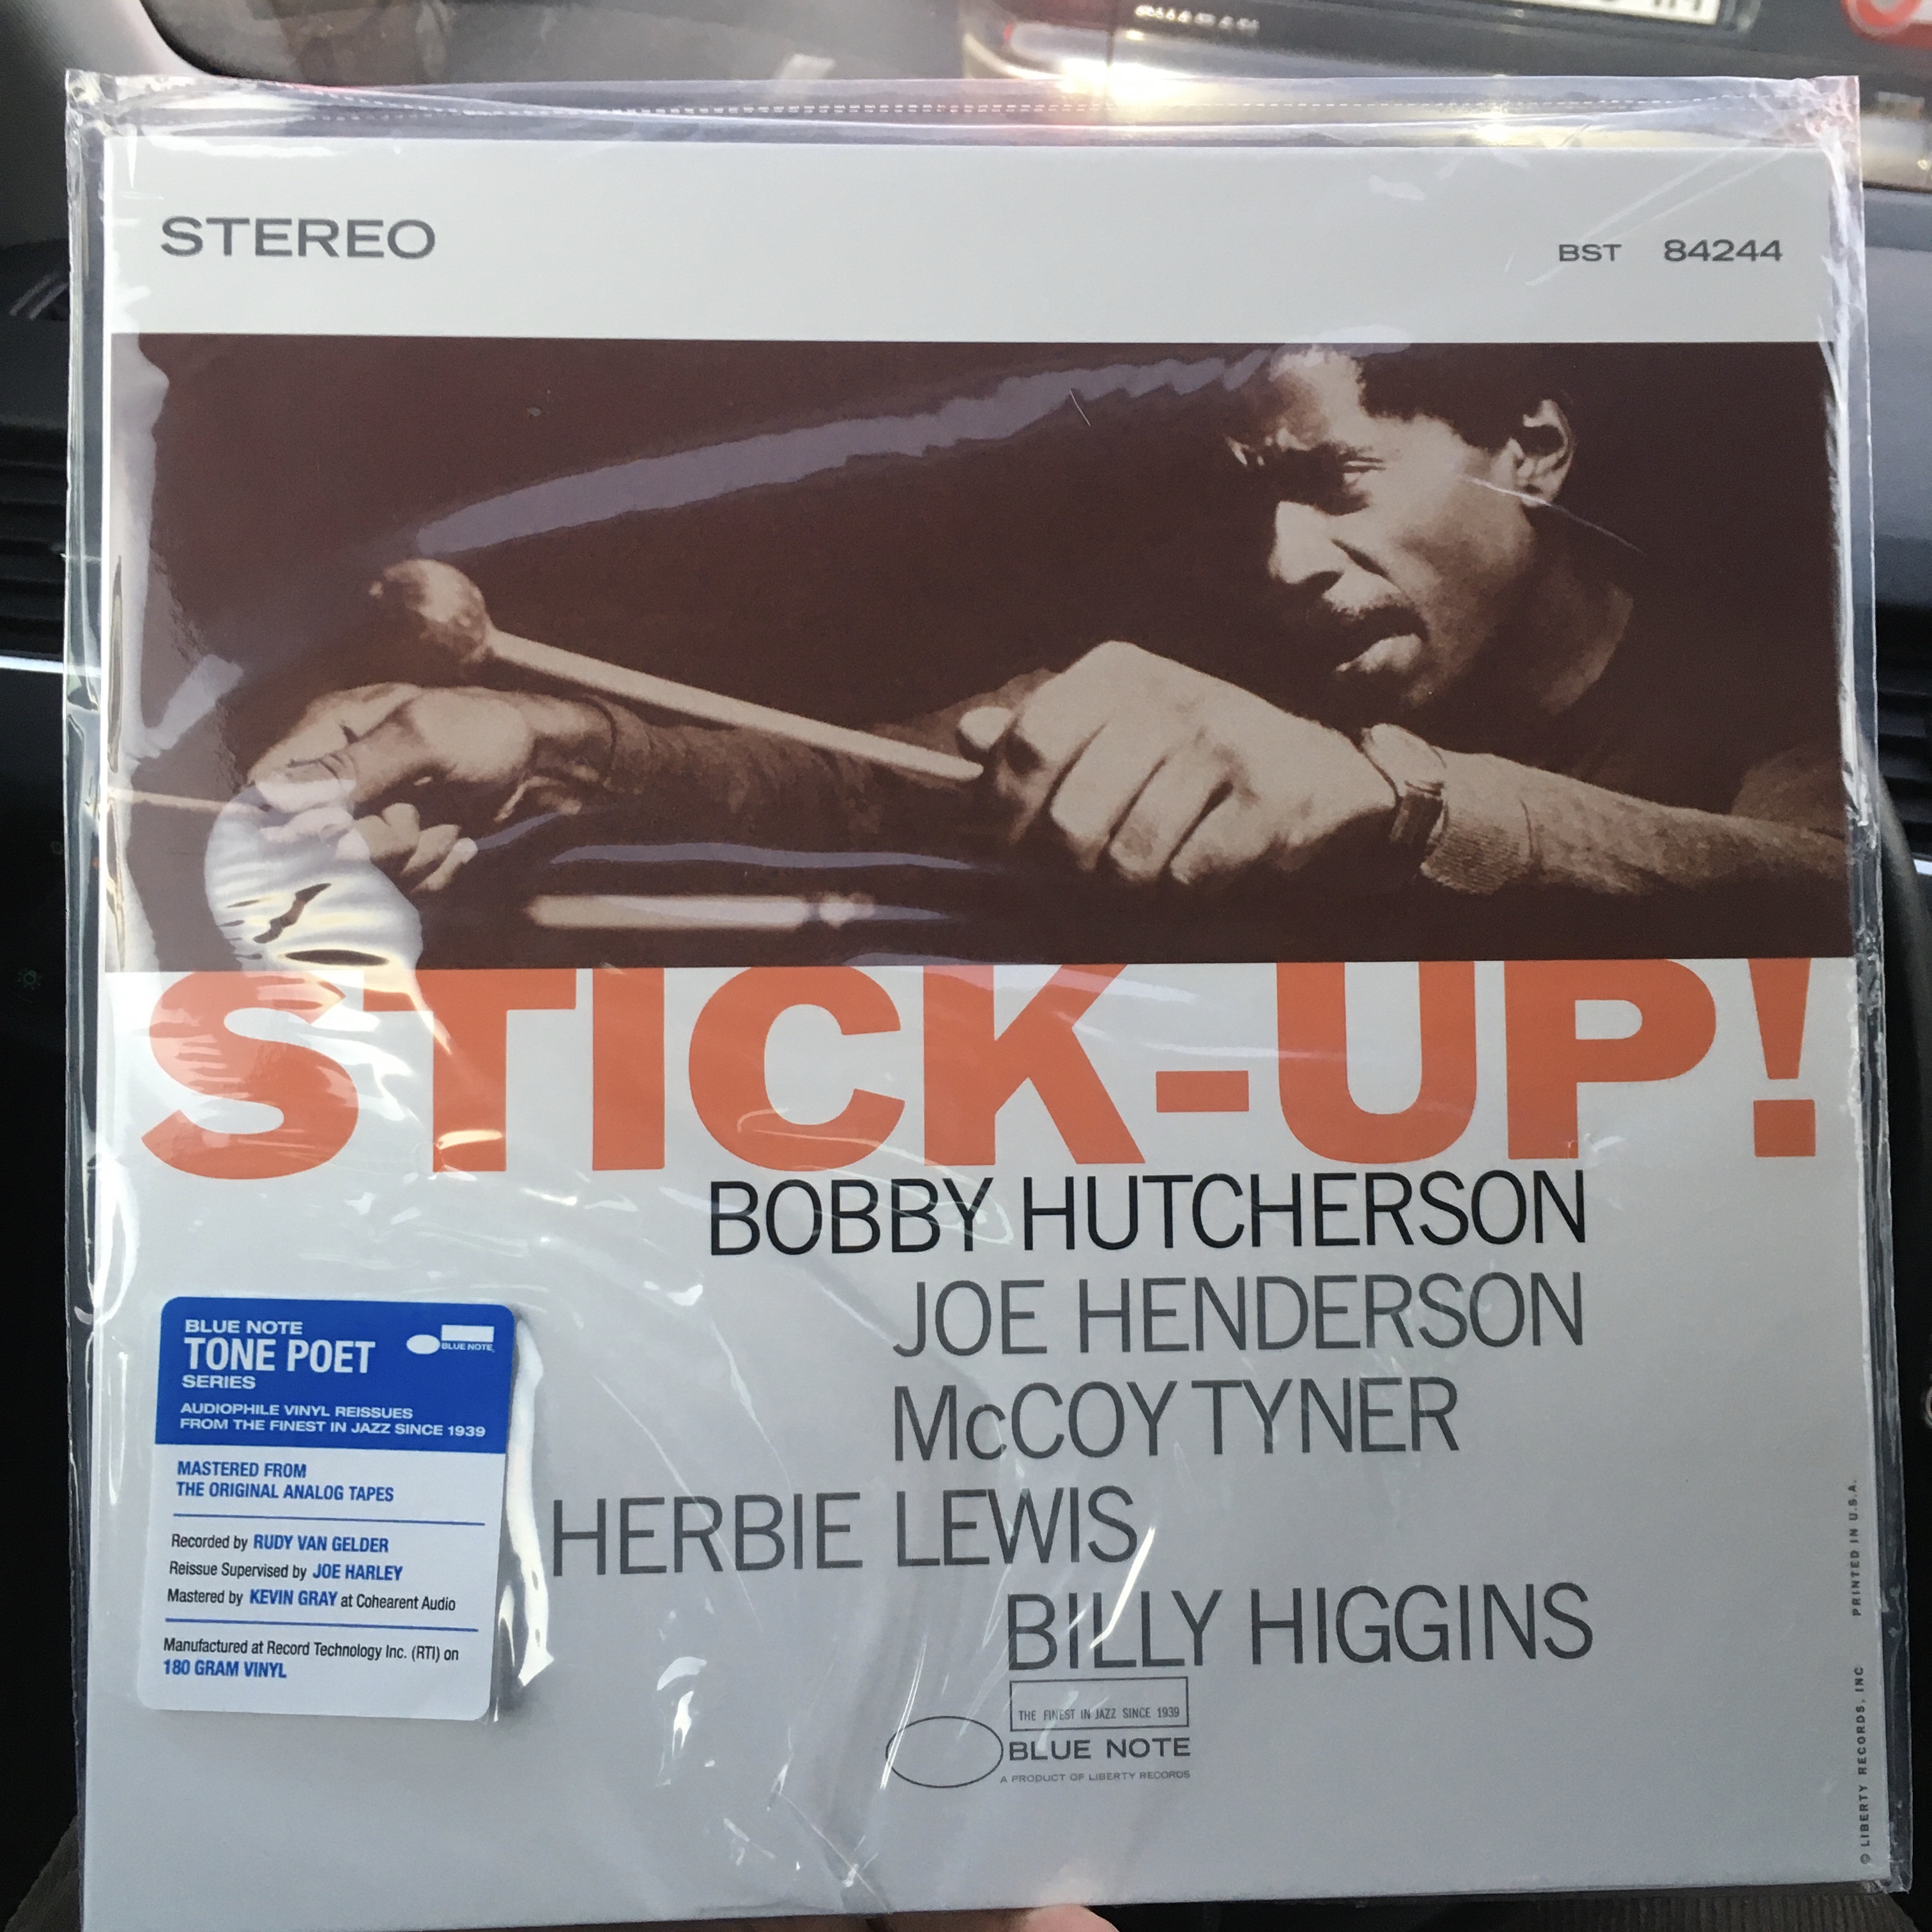 STEREO
BST 84244
STICK-UP!
BOBBY HUTCHERSON
JOE HENDERSON
McCOY TYNER
HERBIE LEWIS
BILLY HIGGINS
BLUE NOTE
TONE POET
SERIES
BLUE NOTE
AUDIOPHILE VINYL REISSUES
FROM THE FINEST IN JAZZ SINCE 1939
MASTERED FROM
THE ORIGINAL ANALOG TAPES
Recorded by RUDY VAN GELDER
Reissue Supervised by JOE HARLEY
Mastered by KEVIN GRAY at Cohearent Audio
Manufactured at Record Technology Inc. (RTI) on
180 GRAM VINYL
THE FINEST IN JAZZ SINCE 1939
BLUE NOTE
A PRODUCT OF LIBERTY RECORDS
© LIBERTY RECORDS, INC PRINTED IN U.S.A.